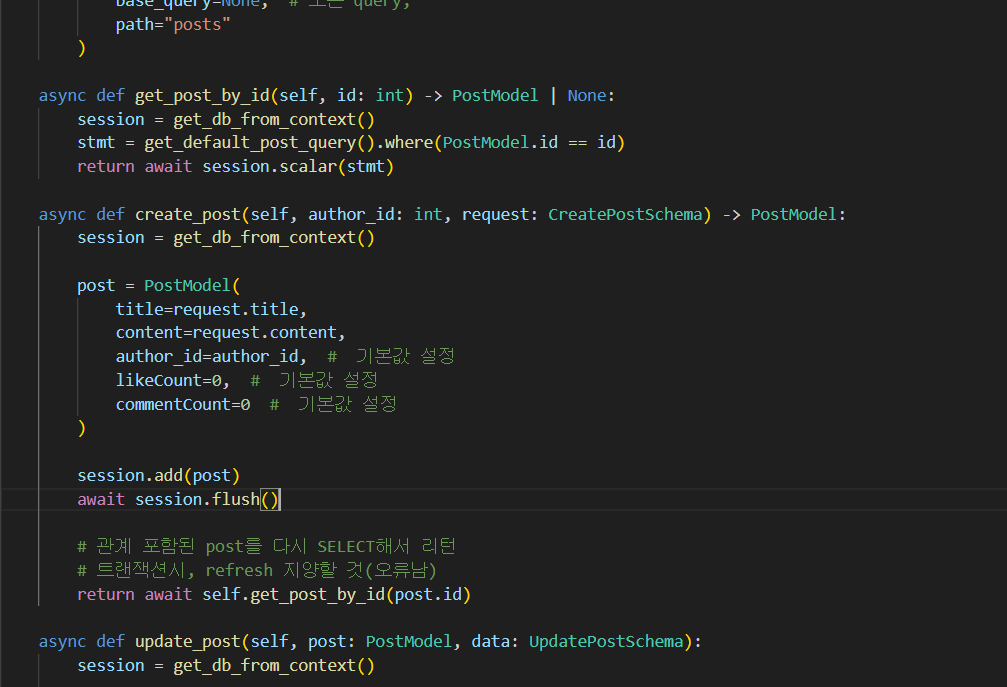 base_query=None, # 모든 query,
path="posts"
)
async def get_post_by_id(self, id: int) -> PostModel | None:
session = get_db_from_context()
stmt = get_default_post_query().where(PostModel.id == id)
return await session.scalar(stmt)
async def create_post(self, author_id: int, request: CreatePostSchema) -> PostModel:
session = get_db_from_context()
post = PostModel(
title=request.title,
content=request.content,
author_id=author_id, # 기본값 설정
likeCount=0, # 기본값 설정
commentCount=0 # 기본값 설정
)
session.add(post)
await session.flush()
# 관계 포함된 post를 다시 SELECT해서 리턴
# 트랜잭션시, refresh 지양할 것(오류남)
return await self.get_post_by_id(post.id)
async def update_post(self, post: PostModel, data: UpdatePostSchema):
session = get_db_from_context()